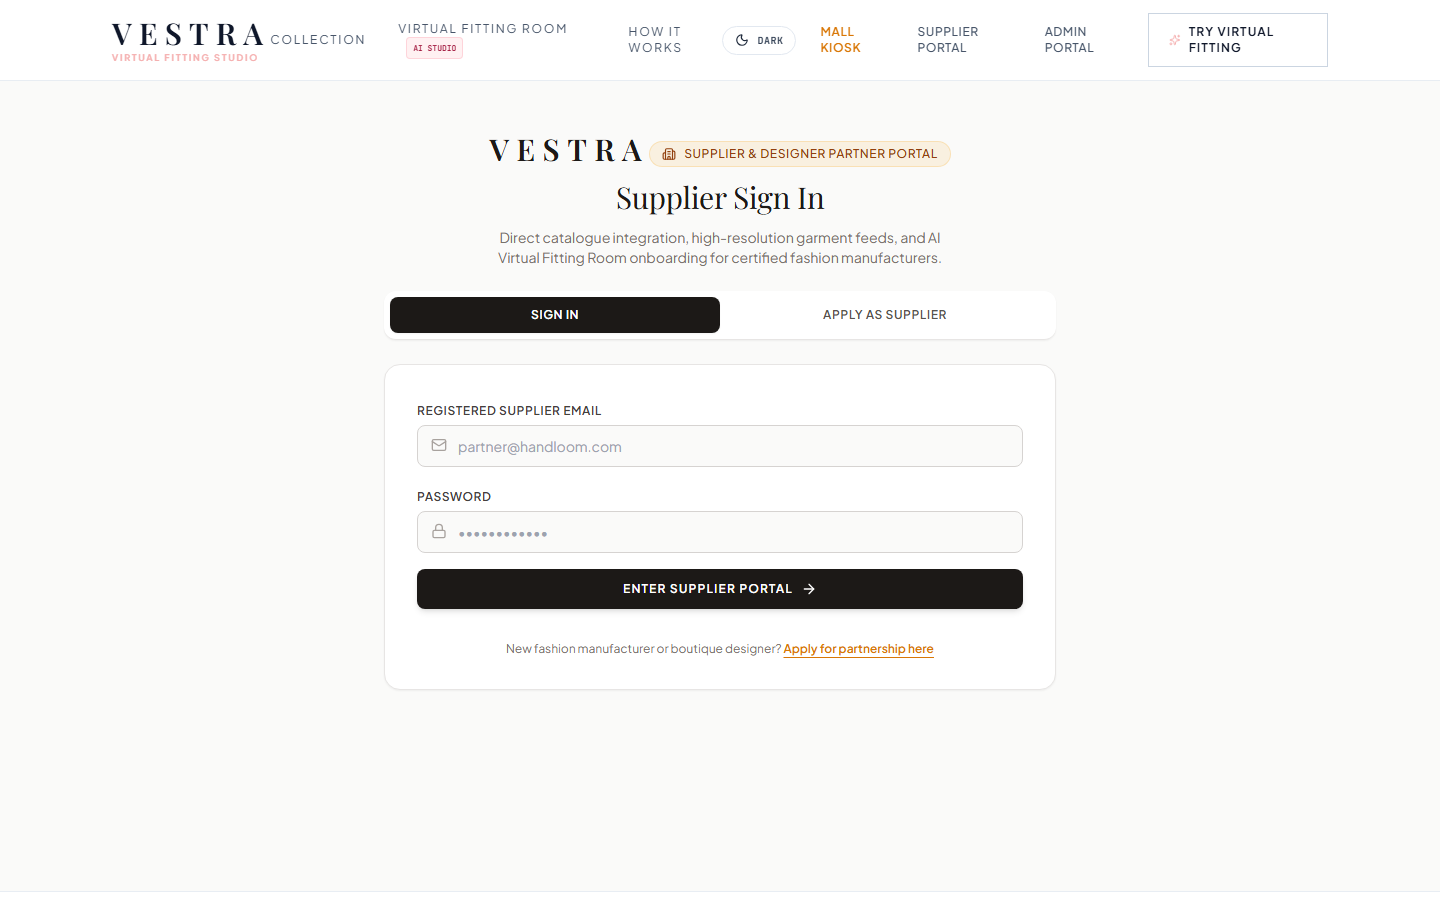 VESTRA
VIRTUAL FITTING STUDIO
COLLECTION
VIRTUAL FITTING ROOM
AI STUDIO
HOW IT
WORKS
DARK
MALL
KIOSK
SUPPLIER
PORTAL
ADMIN
PORTAL
TRY VIRTUAL
FITTING
VESTRA
SUPPLIER & DESIGNER PARTNER PORTAL
Supplier Sign In
Direct catalogue integration, high-resolution garment feeds, and AI
Virtual Fitting Room onboarding for certified fashion manufacturers.
SIGN IN
APPLY AS SUPPLIER
REGISTERED SUPPLIER EMAIL
partner@handloom.com
PASSWORD
••••••••••••
ENTER SUPPLIER PORTAL →
New fashion manufacturer or boutique designer? Apply for partnership here